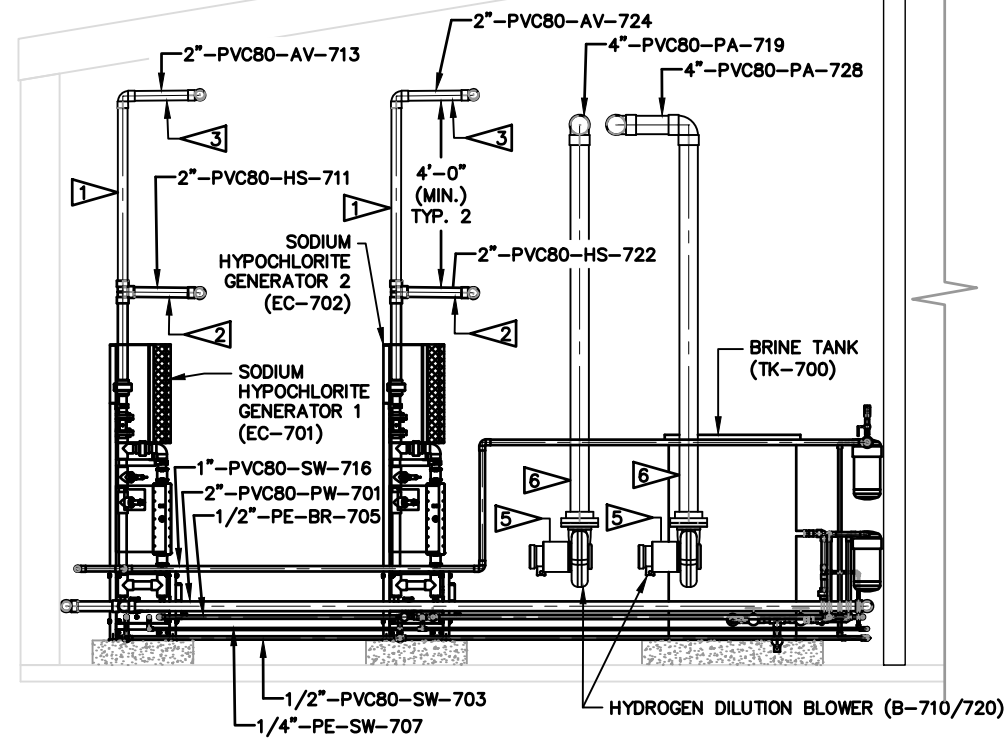 2"-PVC80-AV-724
2"-PVC80-AV-713
4"-PVC80-PA-719
4"-PVC80-PA-728
3
3
1
2"-PVC80-HS-711
1
4'-0"
(MIN.)
TYP. 2
SODIUM
HYPOCHLORITE
GENERATOR 2
(EC-702)
2"-PVC80-HS-722
2
2
SODIUM
HYPOCHLORITE
GENERATOR 1
(EC-701)
BRINE TANK
(TK-700)
1"-PVC80-SW-716
2"-PVC80-PW-701
1/2"-PE-BR-705
6
6
5
5
1/2"-PVC80-SW-703
1/4"-PE-SW-707
HYDROGEN DILUTION BLOWER (B-710/720)